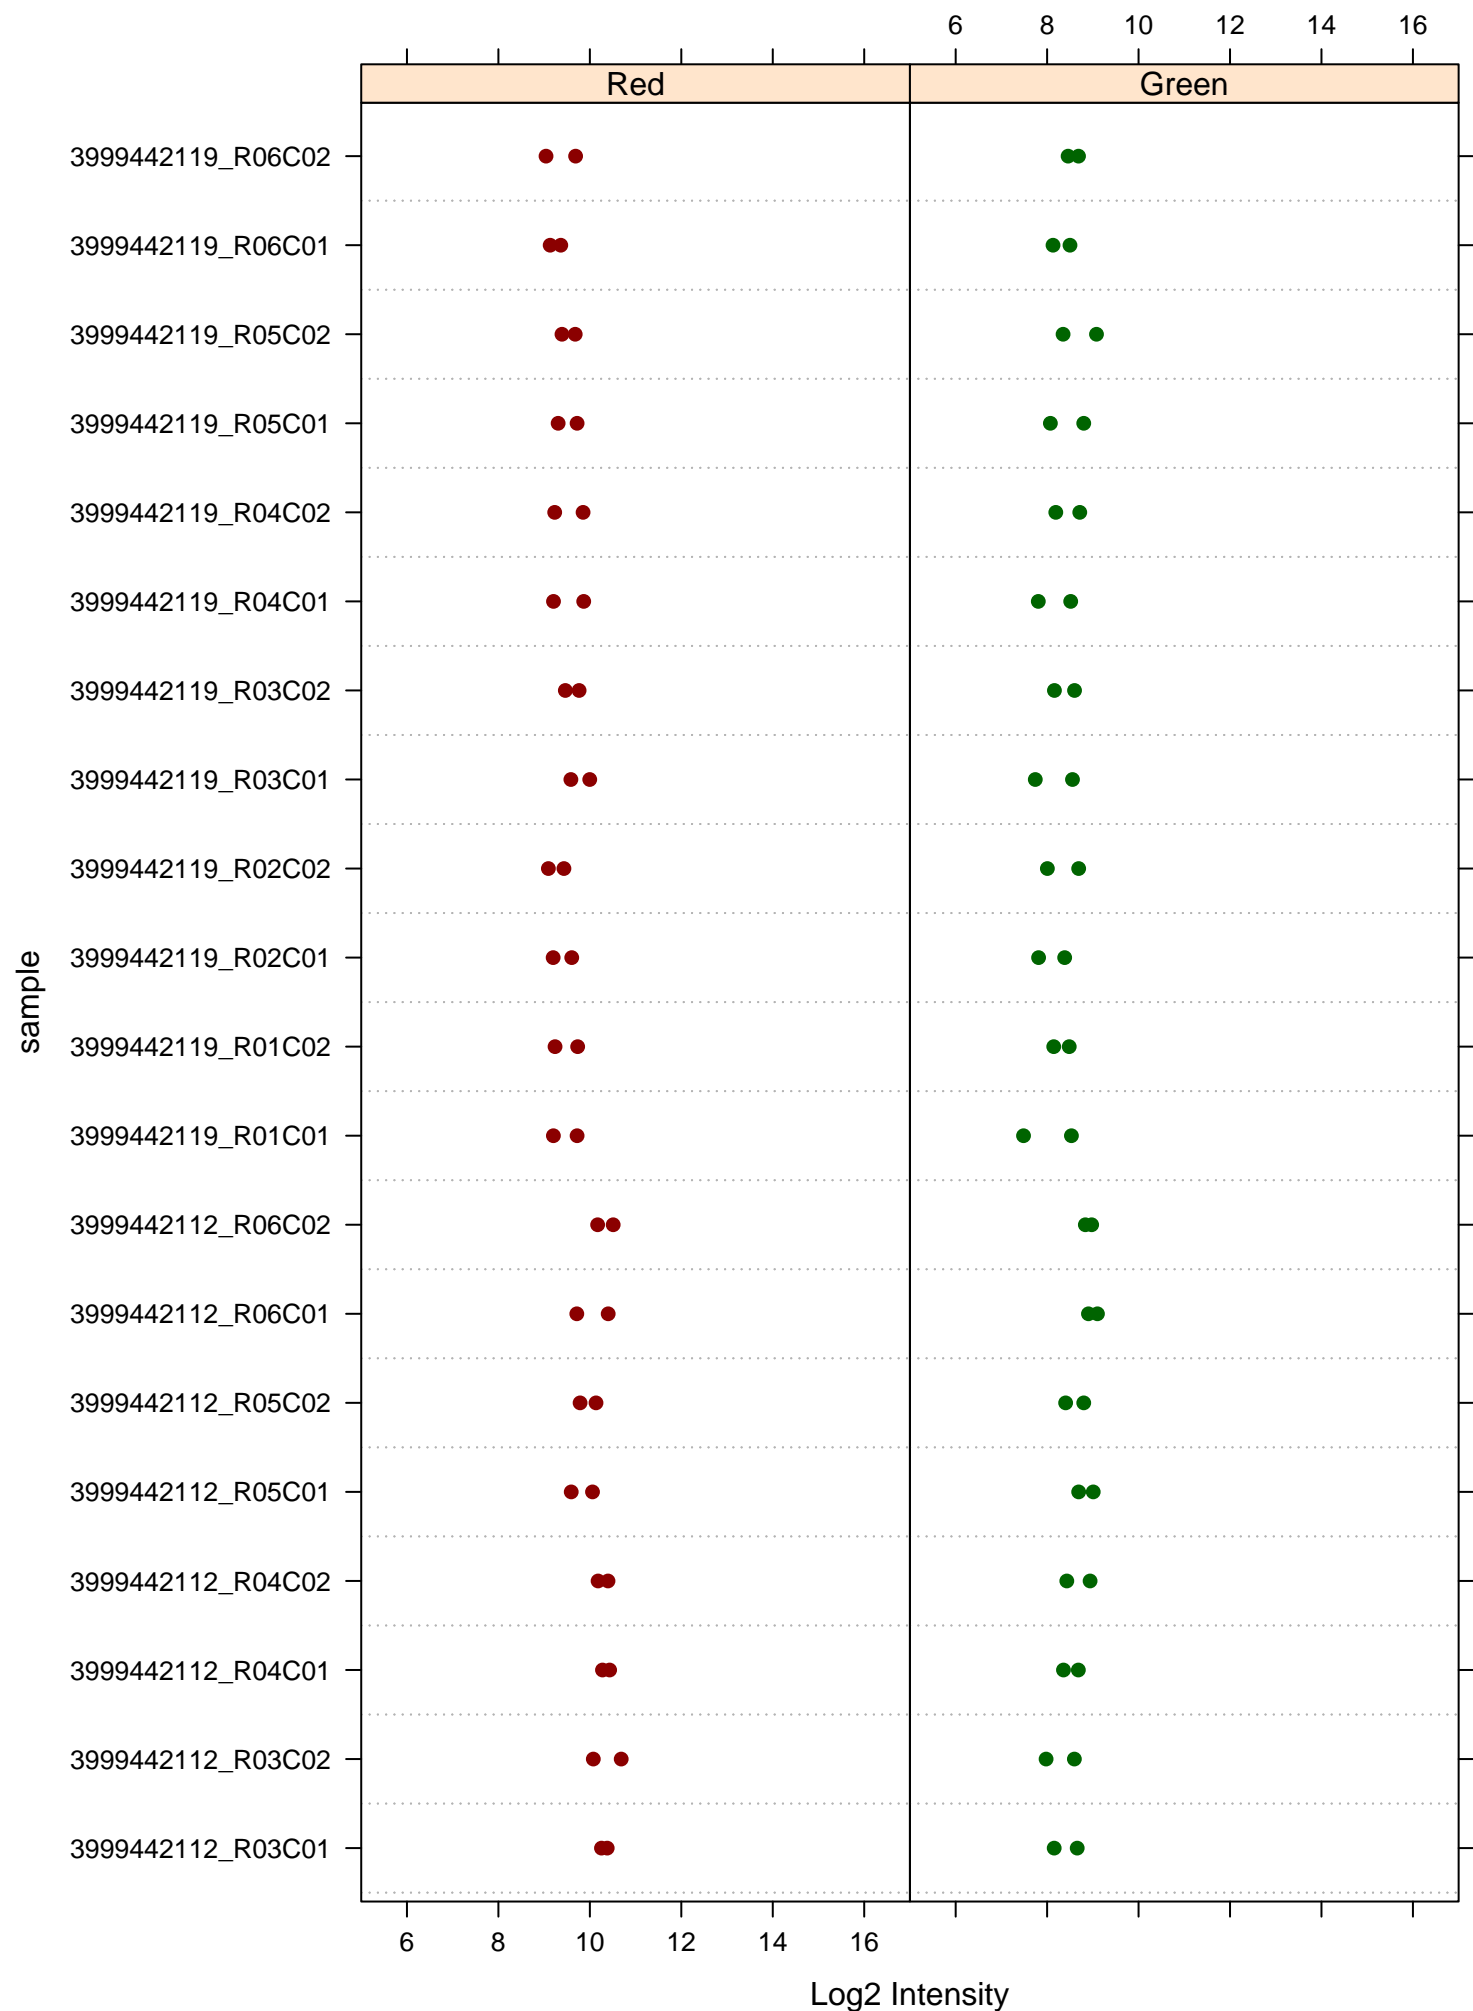 6 8 10 12 14 16
Red Green
3999442119_R06C02
3999442119_R06C01
3999442119_R05C02
3999442119_R05C01
3999442119_R04C02
3999442119_R04C01
3999442119_R03C02
3999442119_R03C01
3999442119_R02C02
3999442119_R02C01
3999442119_R01C02
3999442119_R01C01
3999442112_R06C02
3999442112_R06C01
3999442112_R05C02
3999442112_R05C01
3999442112_R04C02
3999442112_R04C01
3999442112_R03C02
3999442112_R03C01
sample
6 8 10 12 14 16
Log2 Intensity